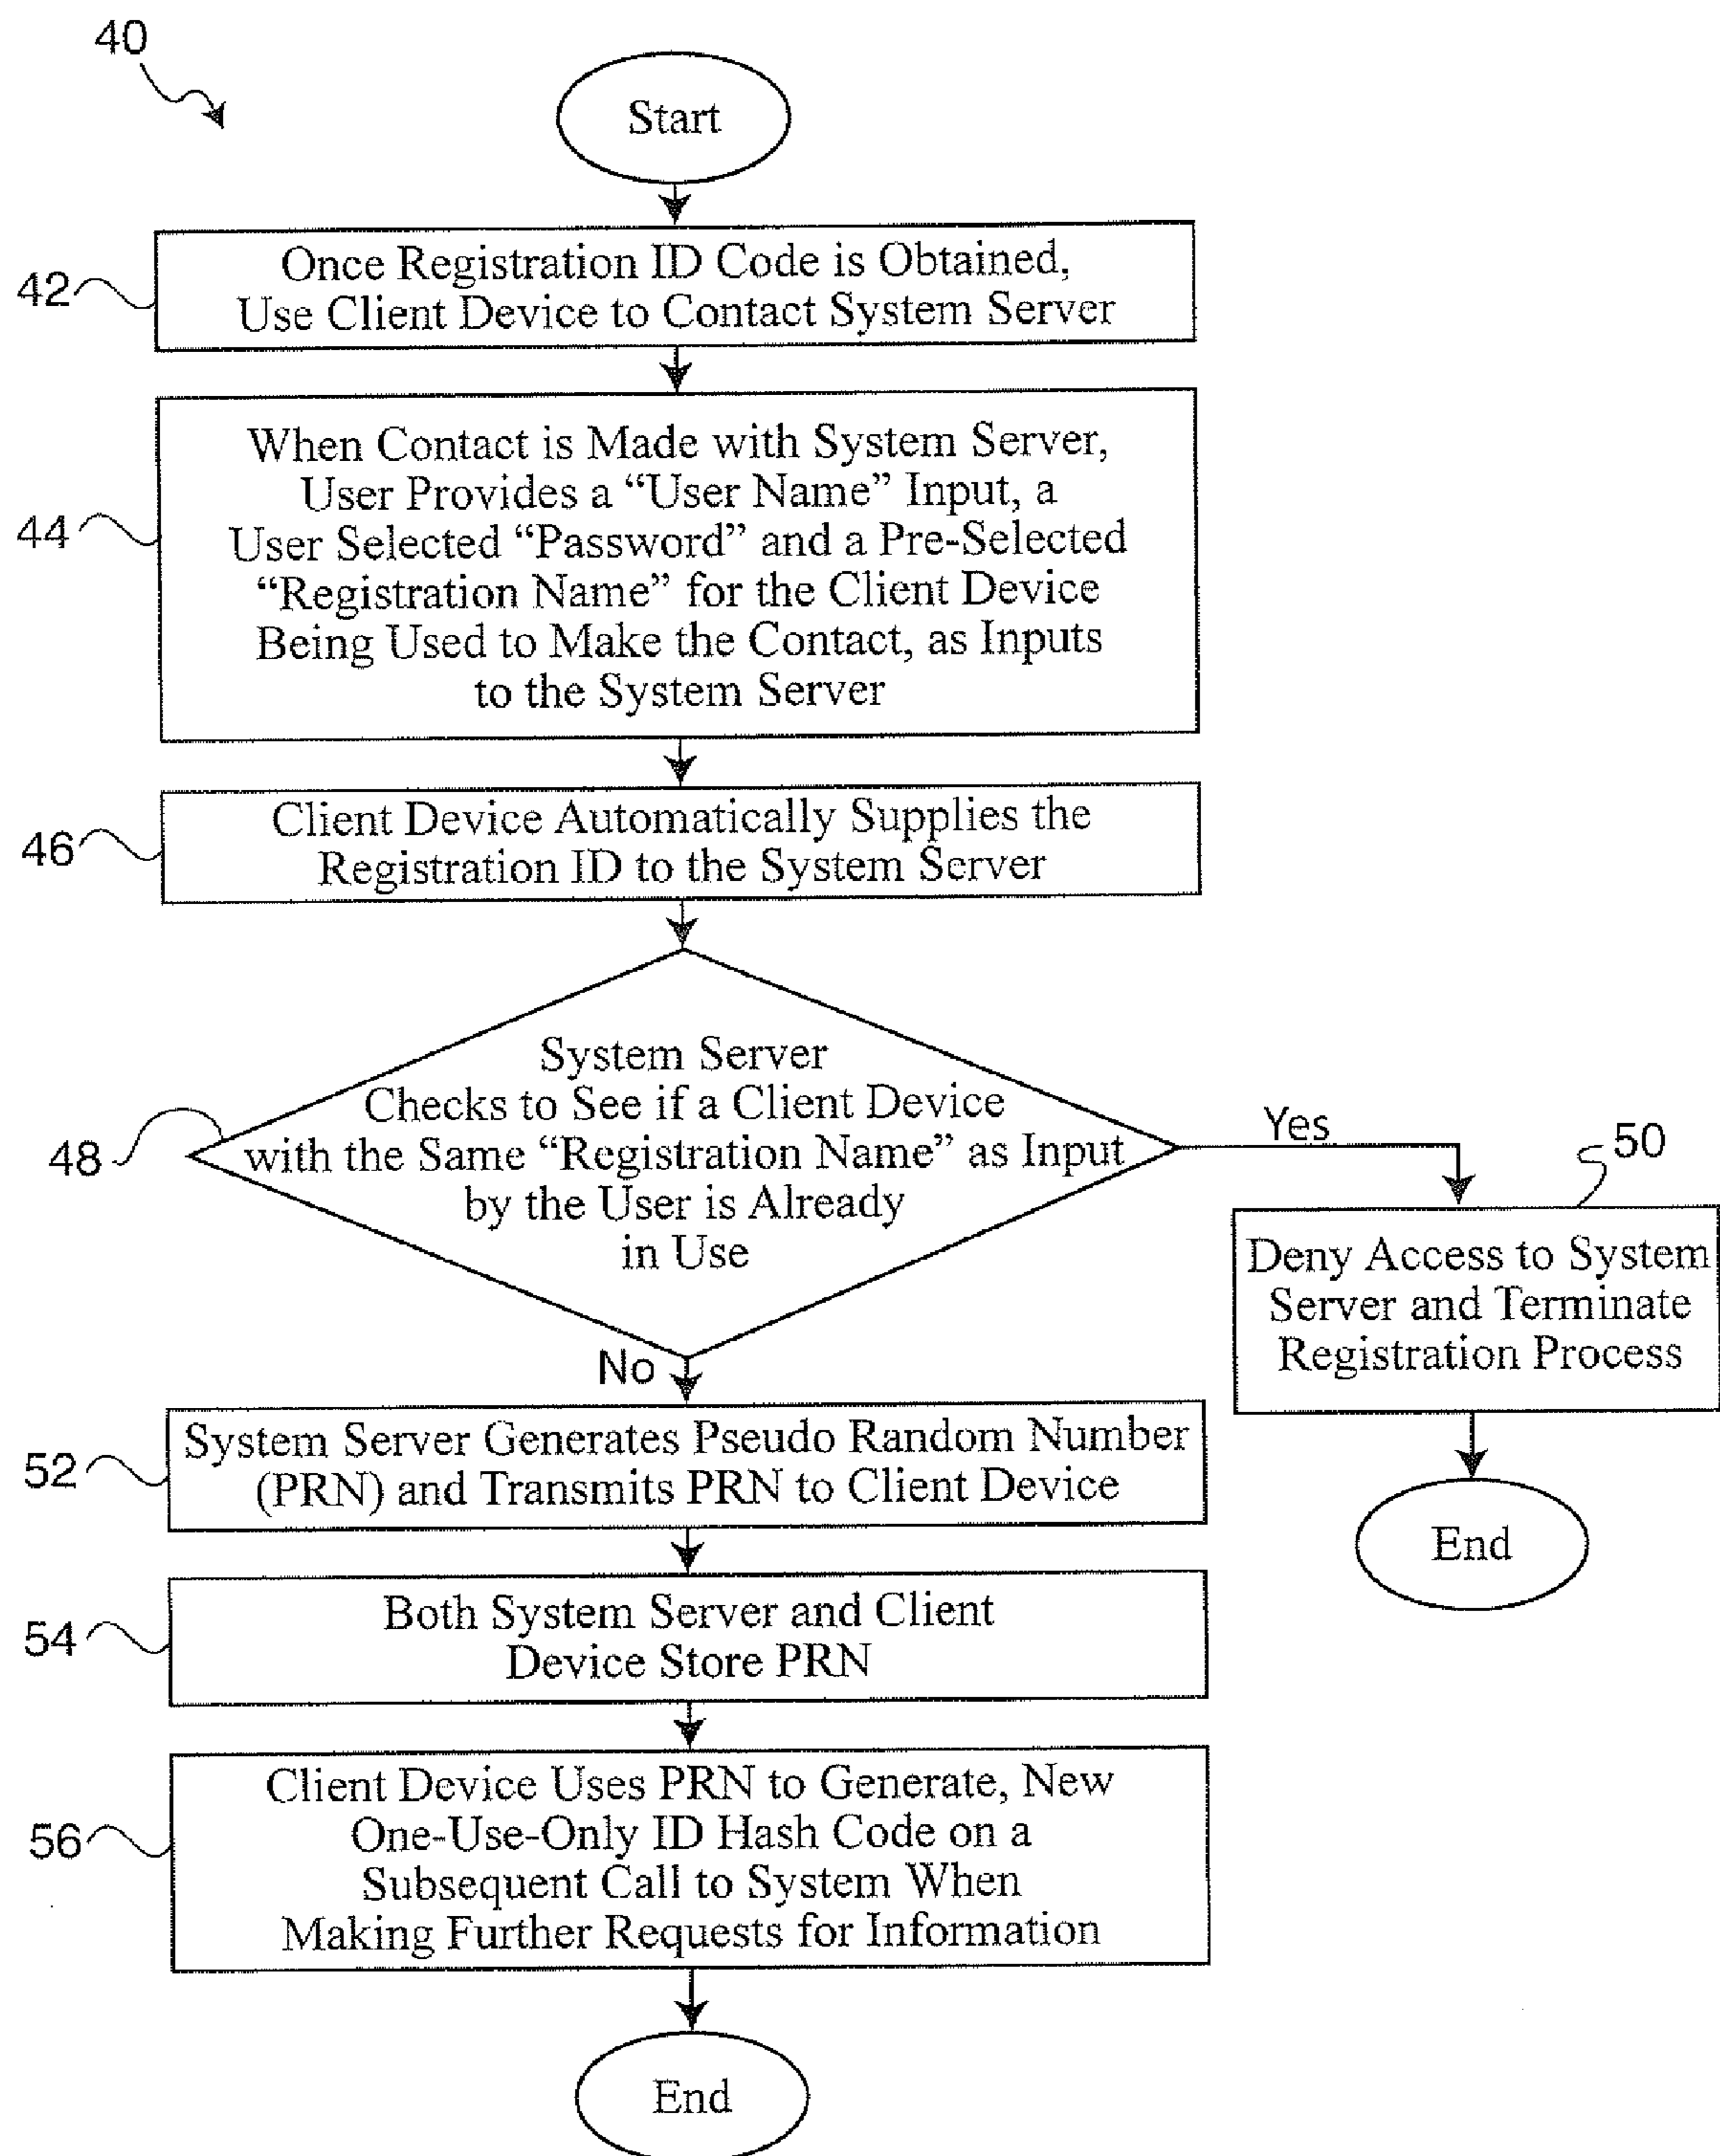 40
Start
42
Once Registration ID Code is Obtained,
Use Client Device to Contact System Server
44
When Contact is Made with System Server,
User Provides a “User Name” Input, a
User Selected “Password” and a Pre-Selected
“Registration Name” for the Client Device
Being Used to Make the Contact, as Inputs
to the System Server
46
Client Device Automatically Supplies the
Registration ID to the System Server
48
System Server
Checks to See if a Client Device
with the Same “Registration Name” as Input
by the User is Already
in Use
Yes
50
Deny Access to System
Server and Terminate
Registration Process
End
No
52
System Server Generates Pseudo Random Number
(PRN) and Transmits PRN to Client Device
54
Both System Server and Client
Device Store PRN
56
Client Device Uses PRN to Generate, New
One-Use-Only ID Hash Code on a
Subsequent Call to System When
Making Further Requests for Information
End